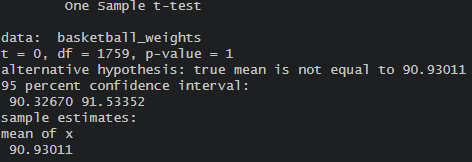 One Sample t-test
data:  basketball_weights
t = 0, df = 1759, p-value = 1
alternative hypothesis: true mean is not equal to 90.93011
95 percent confidence interval:
90.32670 91.53352
sample estimates:
mean of x
90.93011